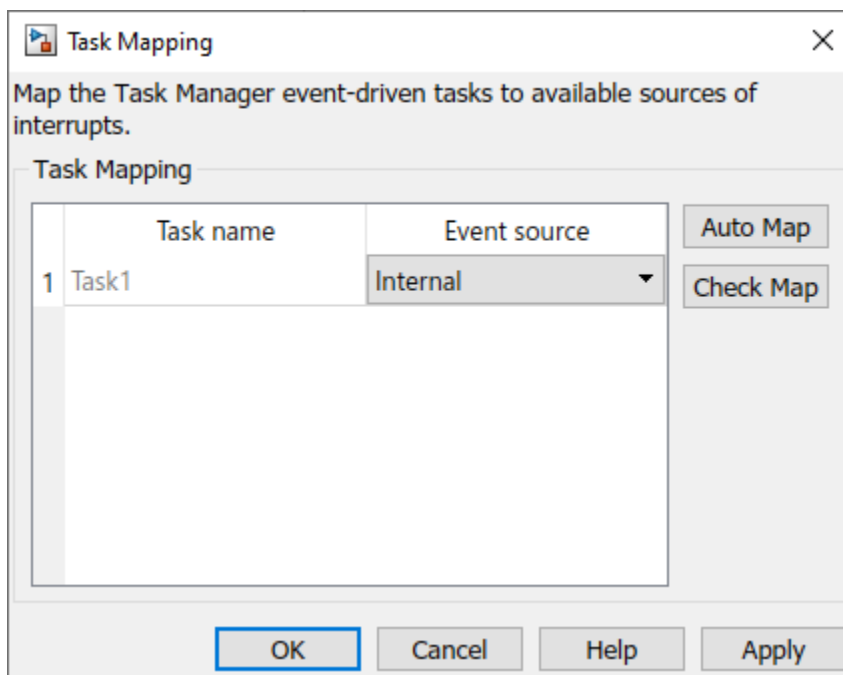 Task Mapping
Map the Task Manager event-driven tasks to available sources of
interrupts.
Task Mapping
Task name Event source
1 Task1 Internal
Auto Map
Check Map
OK Cancel Help Apply